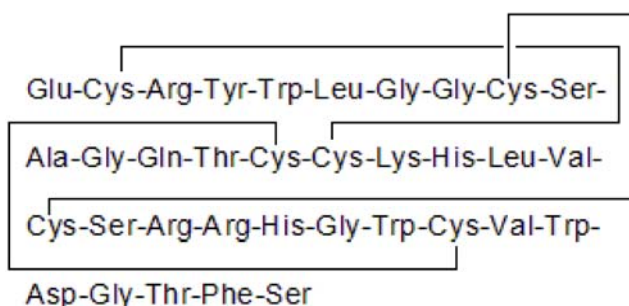 Glu-Cys-Arg-Tyr-Trp-Leu-Gly-Gly-Cys-Ser-
Ala-Gly-Gln-Thr-Cys-Cys-Lys-His-Leu-Val-
Cys-Ser-Arg-Arg-His-Gly-Trp-Cys-Val-Trp-
Asp-Gly-Thr-Phe-Ser